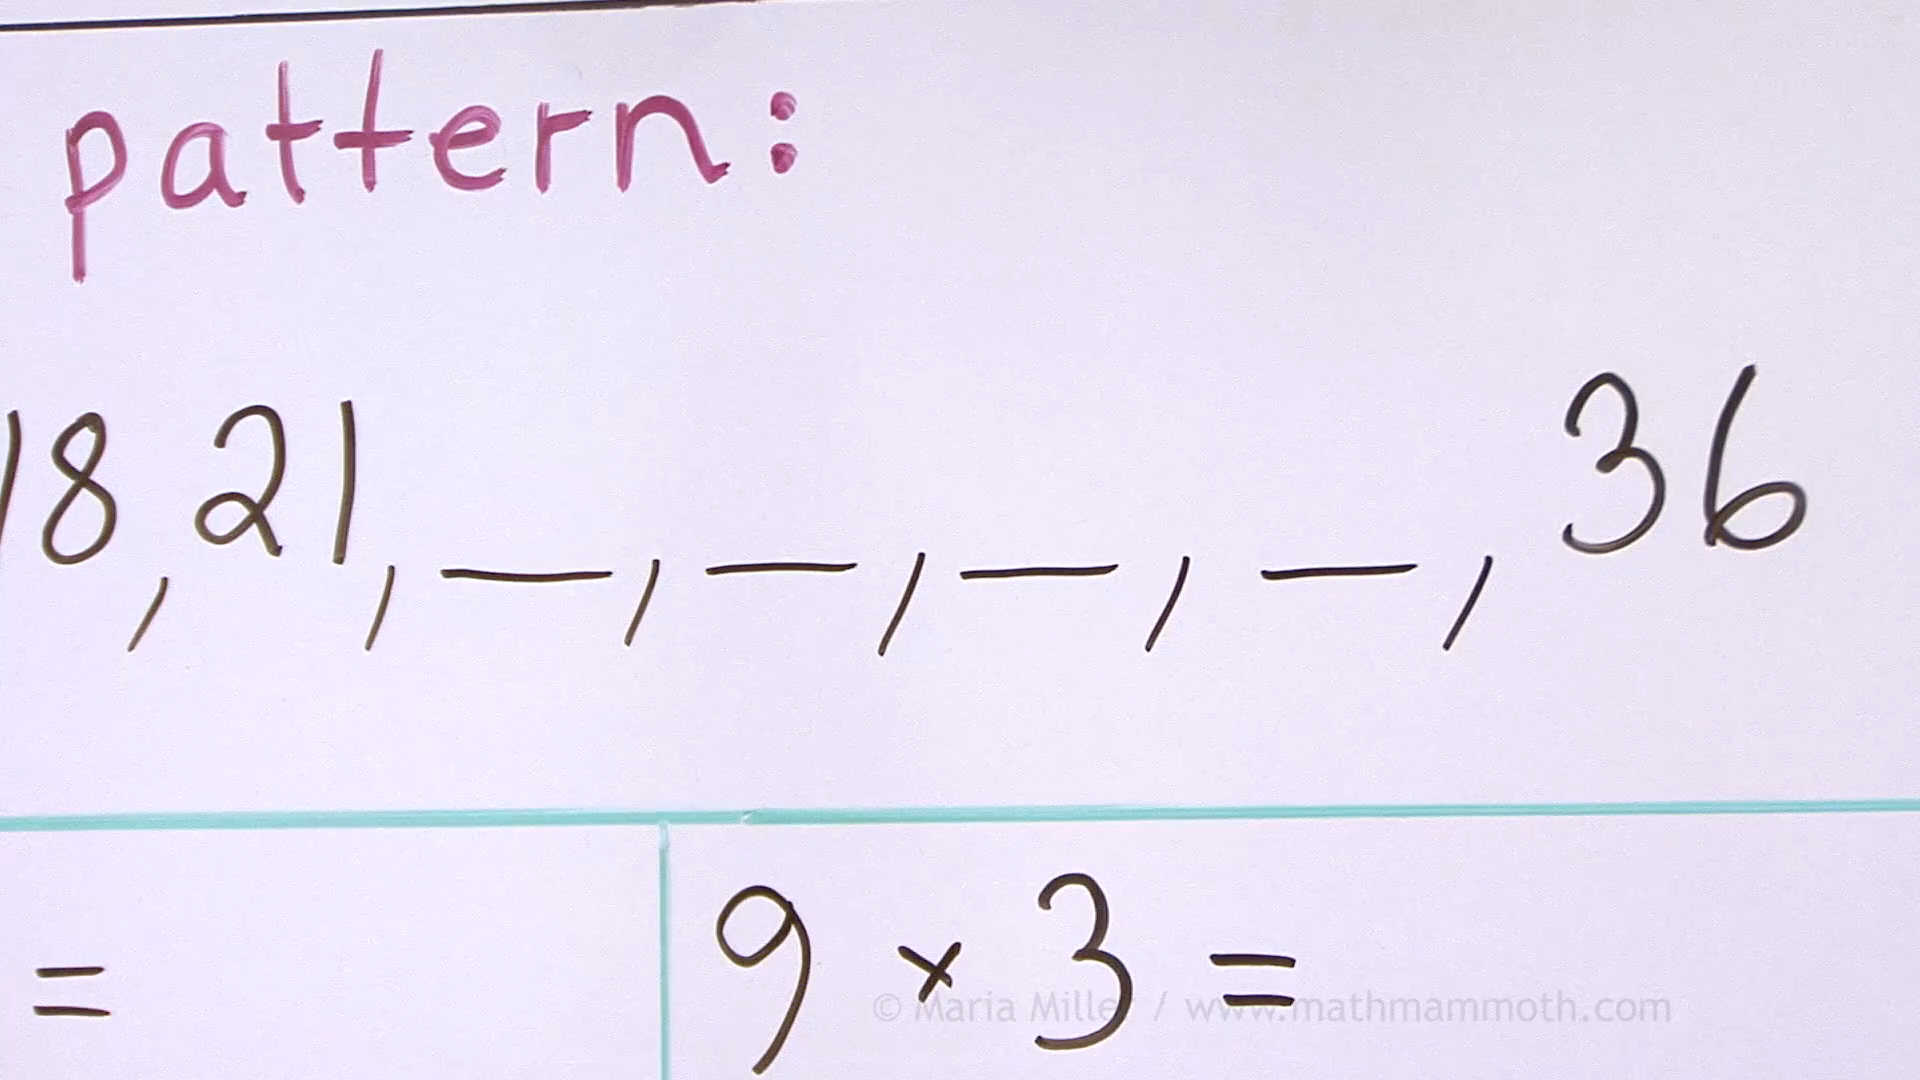 pattern:
18, 21, __, __, __, __, 36
= 9 × 3 =
© Maria Miller / www.mathmammoth.com